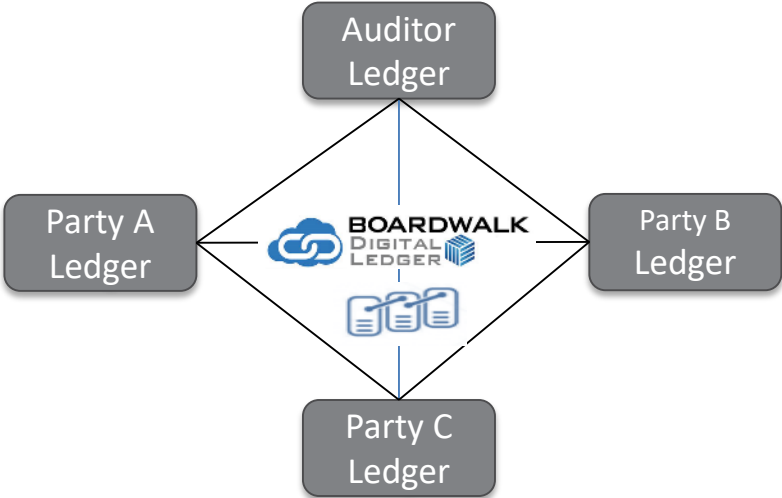 Auditor
Ledger
Party A
Ledger
BOARDWALK
DIGITAL
LEDGER
Party B
Ledger
Party C
Ledger